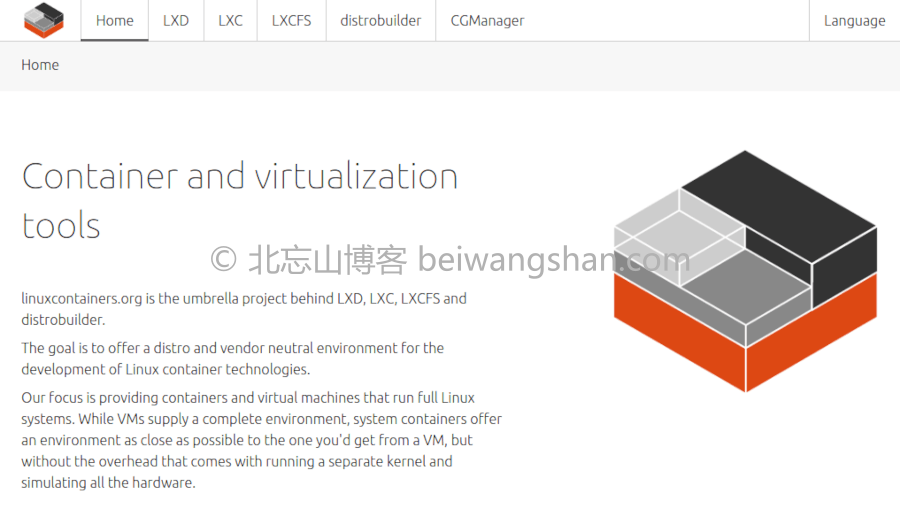 Home LXD LXC LXCFS distrobuilder CGManager Language
Home
Container and virtualization
tools
© 北忘山博客 beiwangshan.com
linuxcontainers.org is the umbrella project behind LXD, LXC, LXCFS and
distrobuilder.
The goal is to offer a distro and vendor neutral environment for the
development of Linux container technologies.
Our focus is providing containers and virtual machines that run full Linux
systems. While VMs supply a complete environment, system containers offer
an environment as close as possible to the one you'd get from a VM, but
without the overhead that comes with running a separate kernel and
simulating all the hardware.